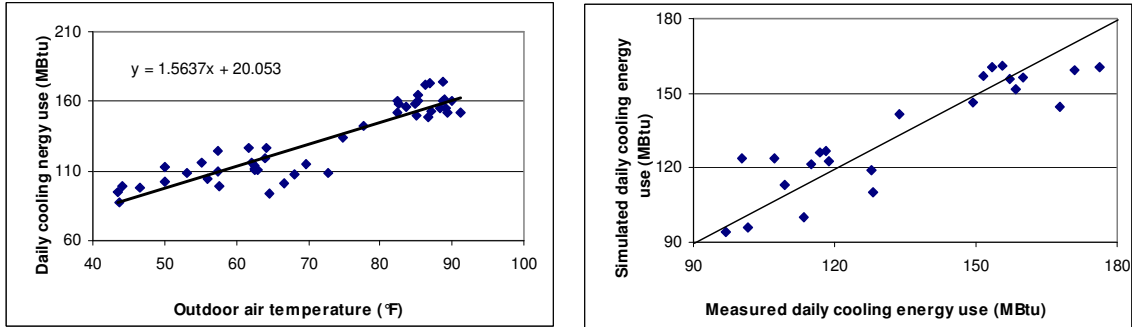 Daily cooling nergy use (MBtu)
210
160
110
60
y = 1.5637x + 20.053
40 50 60 70 80 90 100
Outdoor air temperature (°F)
Simulated daily cooling energy
use (MBtu)
180
150
120
90
90 120 150 180
Measured daily cooling energy use (MBtu)